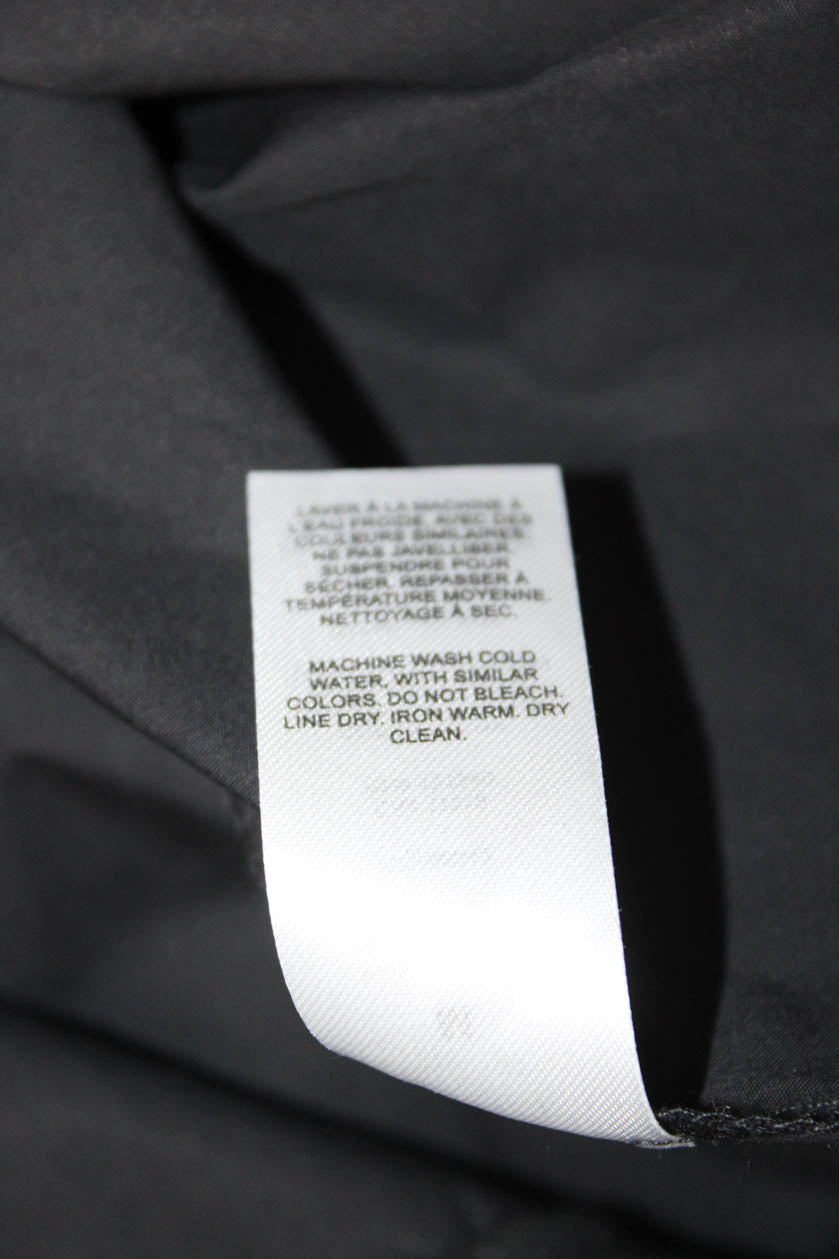 LAVER À LA MACHINE À
L'EAU FROIDE, AVEC DES
COULEURS SIMILAIRES.
NE PAS JAVELLISER.
SUSPENDRE POUR
SÉCHER. REPASSER À
TEMPÉRATURE MOYENNE.
NETTOYAGE À SEC.
MACHINE WASH COLD
WATER, WITH SIMILAR
COLORS. DO NOT BLEACH.
LINE DRY. IRON WARM. DRY
CLEAN.